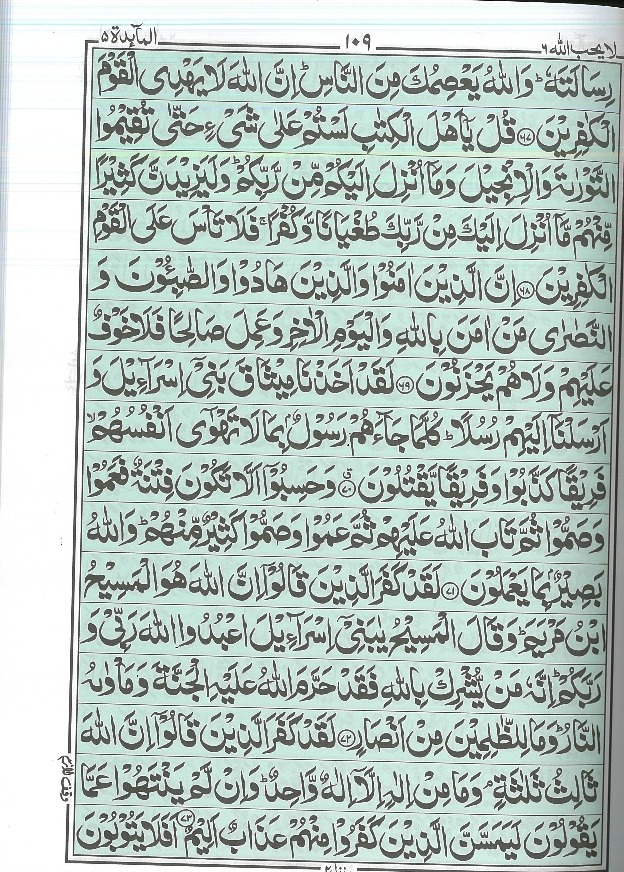 المآئدة ٥ ١٠٩ لا يحب الله ٦
رِسَالَتَهٗ ؕ وَاللّٰهُ يَعْصِمُكَ مِنَ النَّاسِ ؕ اِنَّ اللّٰهَ لَا يَهْدِى الْقَوْمَ
الْكٰفِرِيْنَ ﴿۶۷﴾ قُلْ يٰۤاَهْلَ الْكِتٰبِ لَسْتُمْ عَلٰى شَىْءٍ حَتّٰى تُقِيْمُوا
التَّوْرٰىةَ وَالْاِنْجِيْلَ وَمَاۤ اُنْزِلَ اِلَيْكُمْ مِّنْ رَّبِّكُمْ ؕ وَلَيَزِيْدَنَّ كَثِيْرًا
مِّنْهُمْ مَّاۤ اُنْزِلَ اِلَيْكَ مِنْ رَّبِّكَ طُغْيَانًا وَّكُفْرًا ۚ فَلَا تَاْسَ عَلَى الْقَوْمِ
الْكٰفِرِيْنَ ﴿۶۸﴾ اِنَّ الَّذِيْنَ اٰمَنُوْا وَالَّذِيْنَ هَادُوْا وَالصّٰبِـُٔوْنَ وَ
النَّصٰرٰى مَنْ اٰمَنَ بِاللّٰهِ وَالْيَوْمِ الْاٰخِرِ وَعَمِلَ صَالِحًا فَلَا خَوْفٌ
عَلَيْهِمْ وَلَا هُمْ يَحْزَنُوْنَ ﴿۶۹﴾ لَقَدْ اَخَذْنَا مِيْثَاقَ بَنِىْۤ اِسْرَآءِيْلَ وَ
اَرْسَلْنَاۤ اِلَيْهِمْ رُسُلًا ؕ كُلَّمَا جَآءَهُمْ رَسُوْلٌۢ بِمَا لَا تَهْوٰٓى اَنْفُسُهُمْ ۙ
فَرِيْقًا كَذَّبُوْا وَفَرِيْقًا يَّقْتُلُوْنَ ﴿۷۰﴾ وَحَسِبُوْۤا اَلَّا تَكُوْنَ فِتْنَةٌ فَعَمُوْا
وَصَمُّوْا ثُمَّ تَابَ اللّٰهُ عَلَيْهِمْ ثُمَّ عَمُوْا وَصَمُّوْا كَثِيْرٌ مِّنْهُمْ ؕ وَاللّٰهُ
بَصِيْرٌۢ بِمَا يَعْمَلُوْنَ ﴿۷۱﴾ لَقَدْ كَفَرَ الَّذِيْنَ قَالُوْۤا اِنَّ اللّٰهَ هُوَ الْمَسِيْحُ
ابْنُ مَرْيَمَ ؕ وَقَالَ الْمَسِيْحُ يٰبَنِىْۤ اِسْرَآءِيْلَ اعْبُدُوا اللّٰهَ رَبِّىْ وَ
رَبَّكُمْ ؕ اِنَّهٗ مَنْ يُّشْرِكْ بِاللّٰهِ فَقَدْ حَرَّمَ اللّٰهُ عَلَيْهِ الْجَنَّةَ وَمَاْوٰىهُ
النَّارُ ؕ وَمَا لِلظّٰلِمِيْنَ مِنْ اَنْصَارٍ ﴿۷۲﴾ لَقَدْ كَفَرَ الَّذِيْنَ قَالُوْۤا اِنَّ اللّٰهَ
ثَالِثُ ثَلٰثَةٍ ۘ وَمَا مِنْ اِلٰهٍ اِلَّاۤ اِلٰهٌ وَّاحِدٌ ؕ وَاِنْ لَّمْ يَنْتَهُوْا عَمَّا
يَقُوْلُوْنَ لَيَمَسَّنَّ الَّذِيْنَ كَفَرُوْا مِنْهُمْ عَذَابٌ اَلِيْمٌ ﴿۷۳﴾ اَفَلَا يَتُوْبُوْنَ
وقف لازم